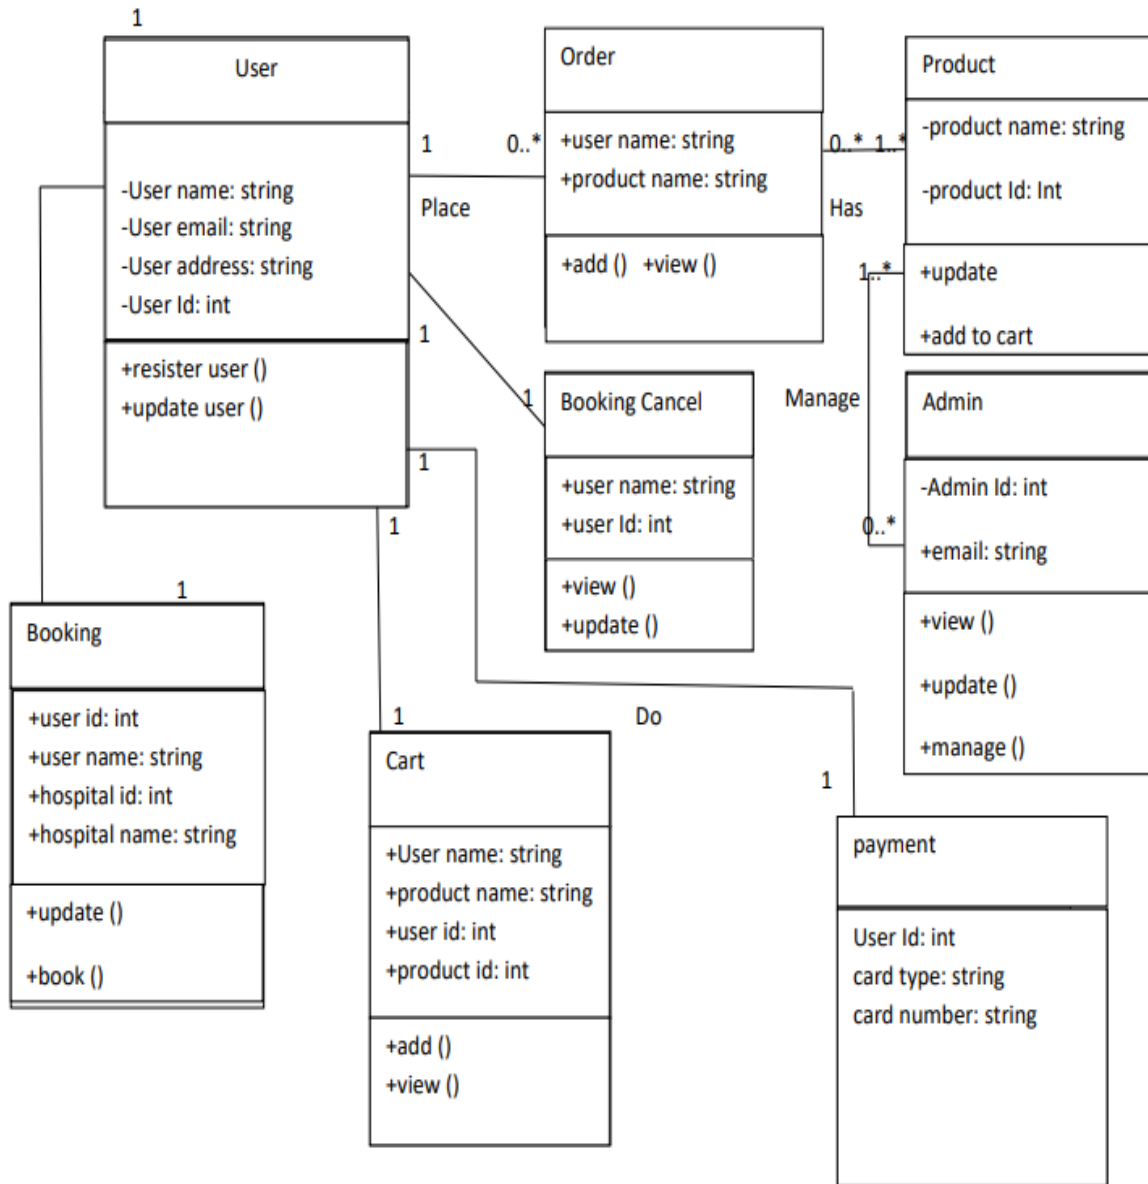 1
User
-User name: string
-User email: string
-User address: string
-User Id: int
+resister user ()
+update user ()
1
0..*
Place
Order
+user name: string
+product name: string
+add () +view ()
0..* 1..*
Has
Product
-product name: string
-product Id: Int
+update
+add to cart
1..*
Manage
0..*
Admin
-Admin Id: int
+email: string
+view ()
+update ()
+manage ()
1
1
Booking Cancel
+user name: string
+user Id: int
+view ()
+update ()
1
1
1
Booking
+user id: int
+user name: string
+hospital id: int
+hospital name: string
+update ()
+book ()
1
Cart
+User name: string
+product name: string
+user id: int
+product id: int
+add ()
+view ()
Do
1
payment
User Id: int
card type: string
card number: string